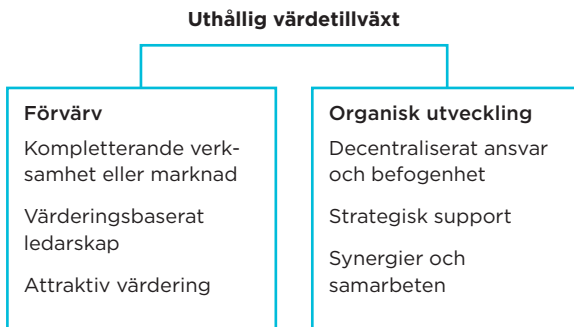 Uthållig värdetillväxt
Förvärv
Kompletterande verk-
samhet eller marknad
Värderingsbaserat
ledarskap
Attraktiv värdering
Organisk utveckling
Decentraliserat ansvar
och befogenhet
Strategisk support
Synergier och
samarbeten